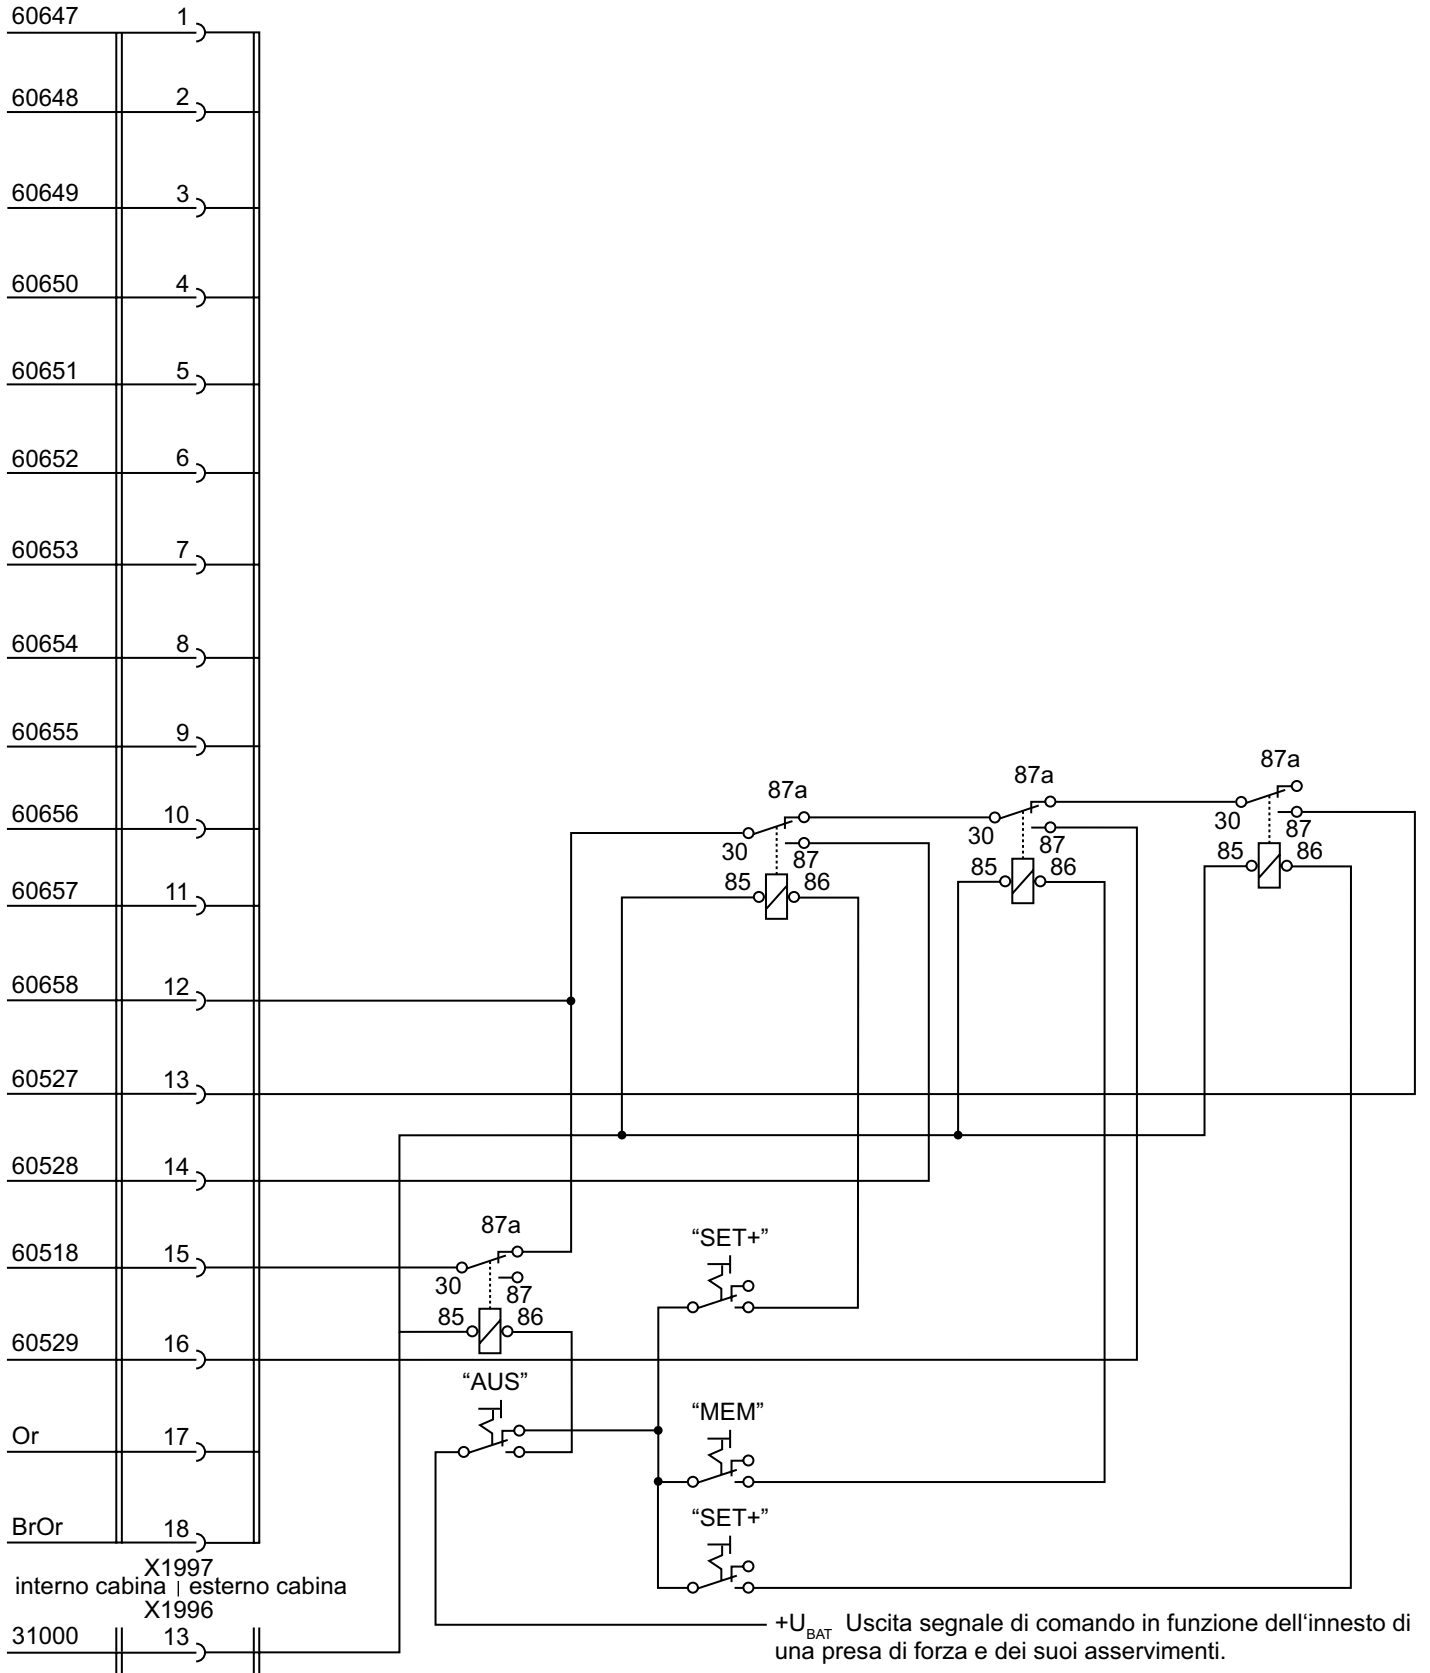 60647 1
60648 2
60649 3
60650 4
60651 5
60652 6
60653 7
60654 8
60655 9
87a
87a
87a
60656 10
30 87
30 87
30 87
85 86
85 86
85 86
60657 11
60658 12
60527 13
60528 14
87a
“SET+”
60518 15
30 87
85 86
60529 16
“AUS”
“MEM”
Or 17
“SET+”
BrOr 18
X1997
interno cabina | esterno cabina
X1996
31000 13
+UBAT Uscita segnale di comando in funzione dell‘innesto di
una presa di forza e dei suoi asservimenti.